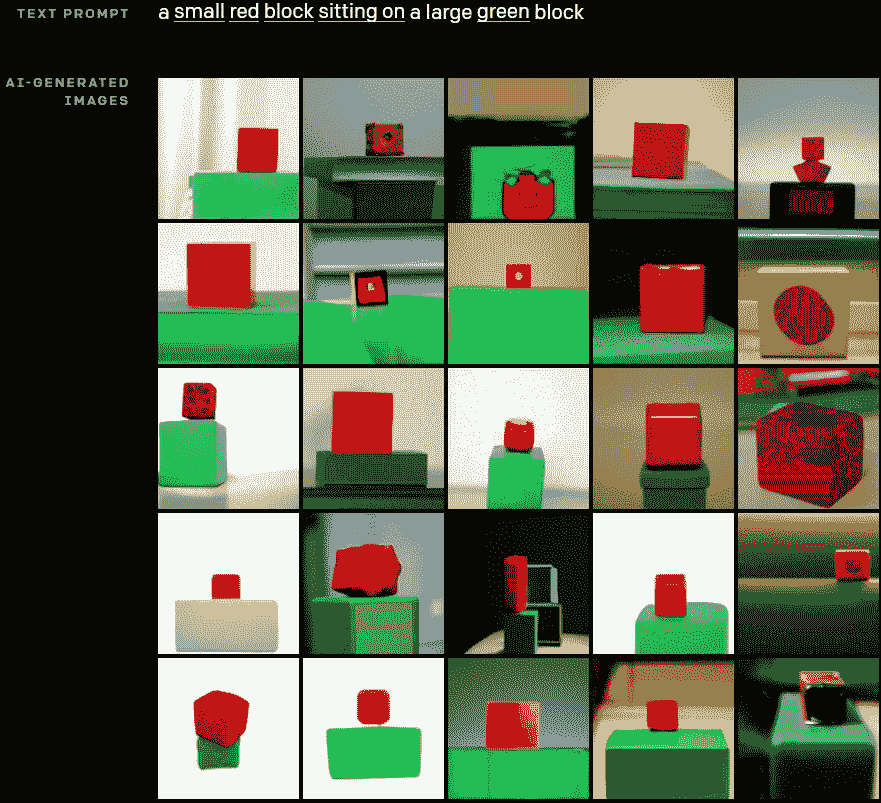 TEXT PROMPT
a small red block sitting on a large green block
AI-GENERATED
IMAGES